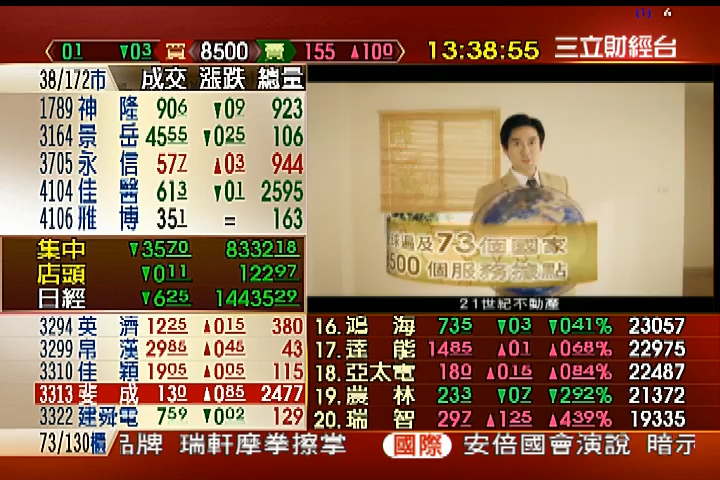 01 ▼03 買 8500 賣 155 ▲100 13:38:55 三立財經台
38/172市 成交 漲跌 總量
1789 神隆 906 ▼09 923
3164 景岳 4555 ▼025 106
3705 永信 577 ▲03 944
4104 佳醫 613 ▼01 2595
4106 雃博 351 = 163
集中 ▼3570 833218
店頭 ▼011 12297
日經 ▼625 1443529
3294 英濟 1225 ▲015 380
3299 帛漢 2985 ▲045 43
3310 佳穎 1905 ▲005 115
3313 斐成 130 ▲085 2477
3322 建舜電 759 ▼002 129
73/130櫃
73個國家
500個服務據點
21世紀不動產
16.鴻海 735 ▼03 ▼041% 23057
17.達能 1485 ▲01 ▲068% 22975
18.亞太電 180 ▲015 ▲084% 22487
19.農林 233 ▼07 ▼292% 21372
20.瑞智 297 ▲125 ▲439% 19335
品牌 瑞軒摩拳擦掌 國際 安倍國會演說 暗示